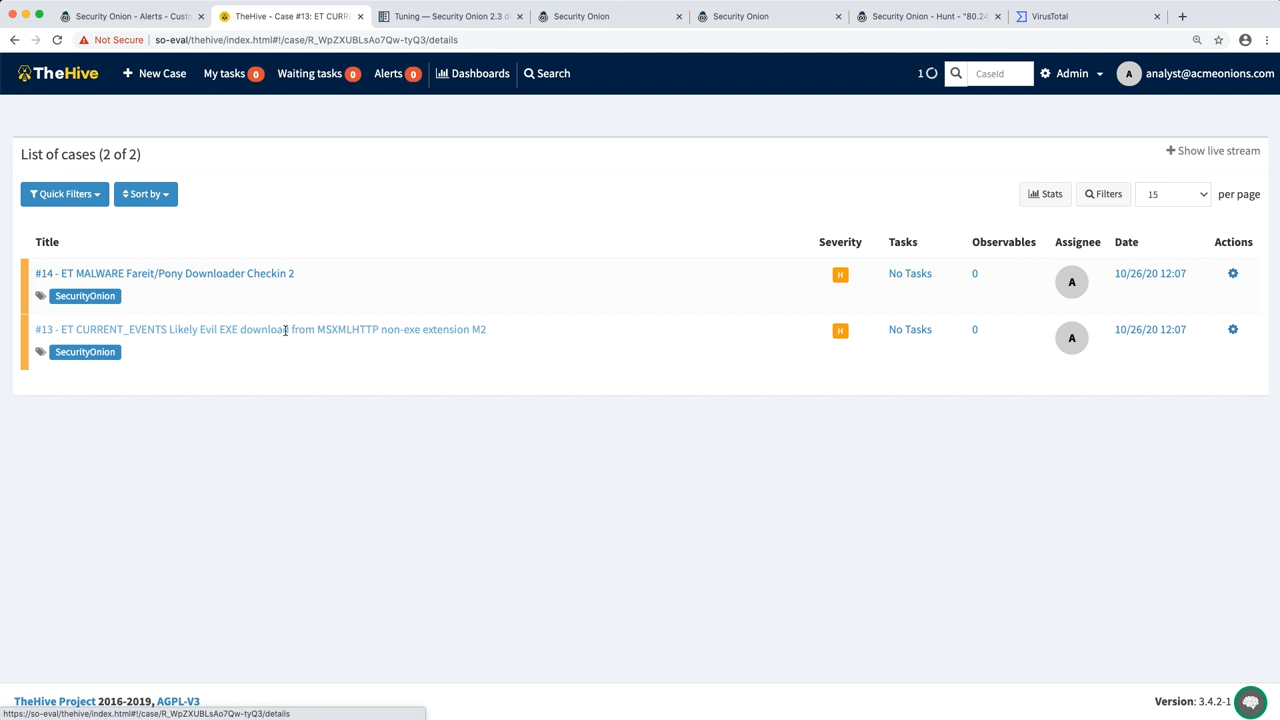 Security Onion - Alerts - Custo
TheHive - Case #13: ET CURR
Tuning — Security Onion 2.3 d
Security Onion
Security Onion
Security Onion - Hunt - "80.24
VirusTotal
Not Secure
so-eval/thehive/index.html#!/case/R_WpZXUBLsAo7Qw-tyQ3/details
TheHive
New Case
My tasks 0
Waiting tasks 0
Alerts 0
Dashboards
Search
1
CaseId
Admin
A
analyst@acmeonions.com
List of cases (2 of 2)
Show live stream
Quick Filters
Sort by
Stats
Filters
15
per page
Title Severity Tasks Observables Assignee Date Actions
#14 - ET MALWARE Fareit/Pony Downloader Checkin 2 H No Tasks 0 A 10/26/20 12:07
SecurityOnion
#13 - ET CURRENT_EVENTS Likely Evil EXE download from MSXMLHTTP non-exe extension M2 H No Tasks 0 A 10/26/20 12:07
SecurityOnion
TheHive Project 2016-2019, AGPL-V3
Version: 3.4.2-1
https://so-eval/thehive/index.html#!/case/R_WpZXUBLsAo7Qw-tyQ3/details